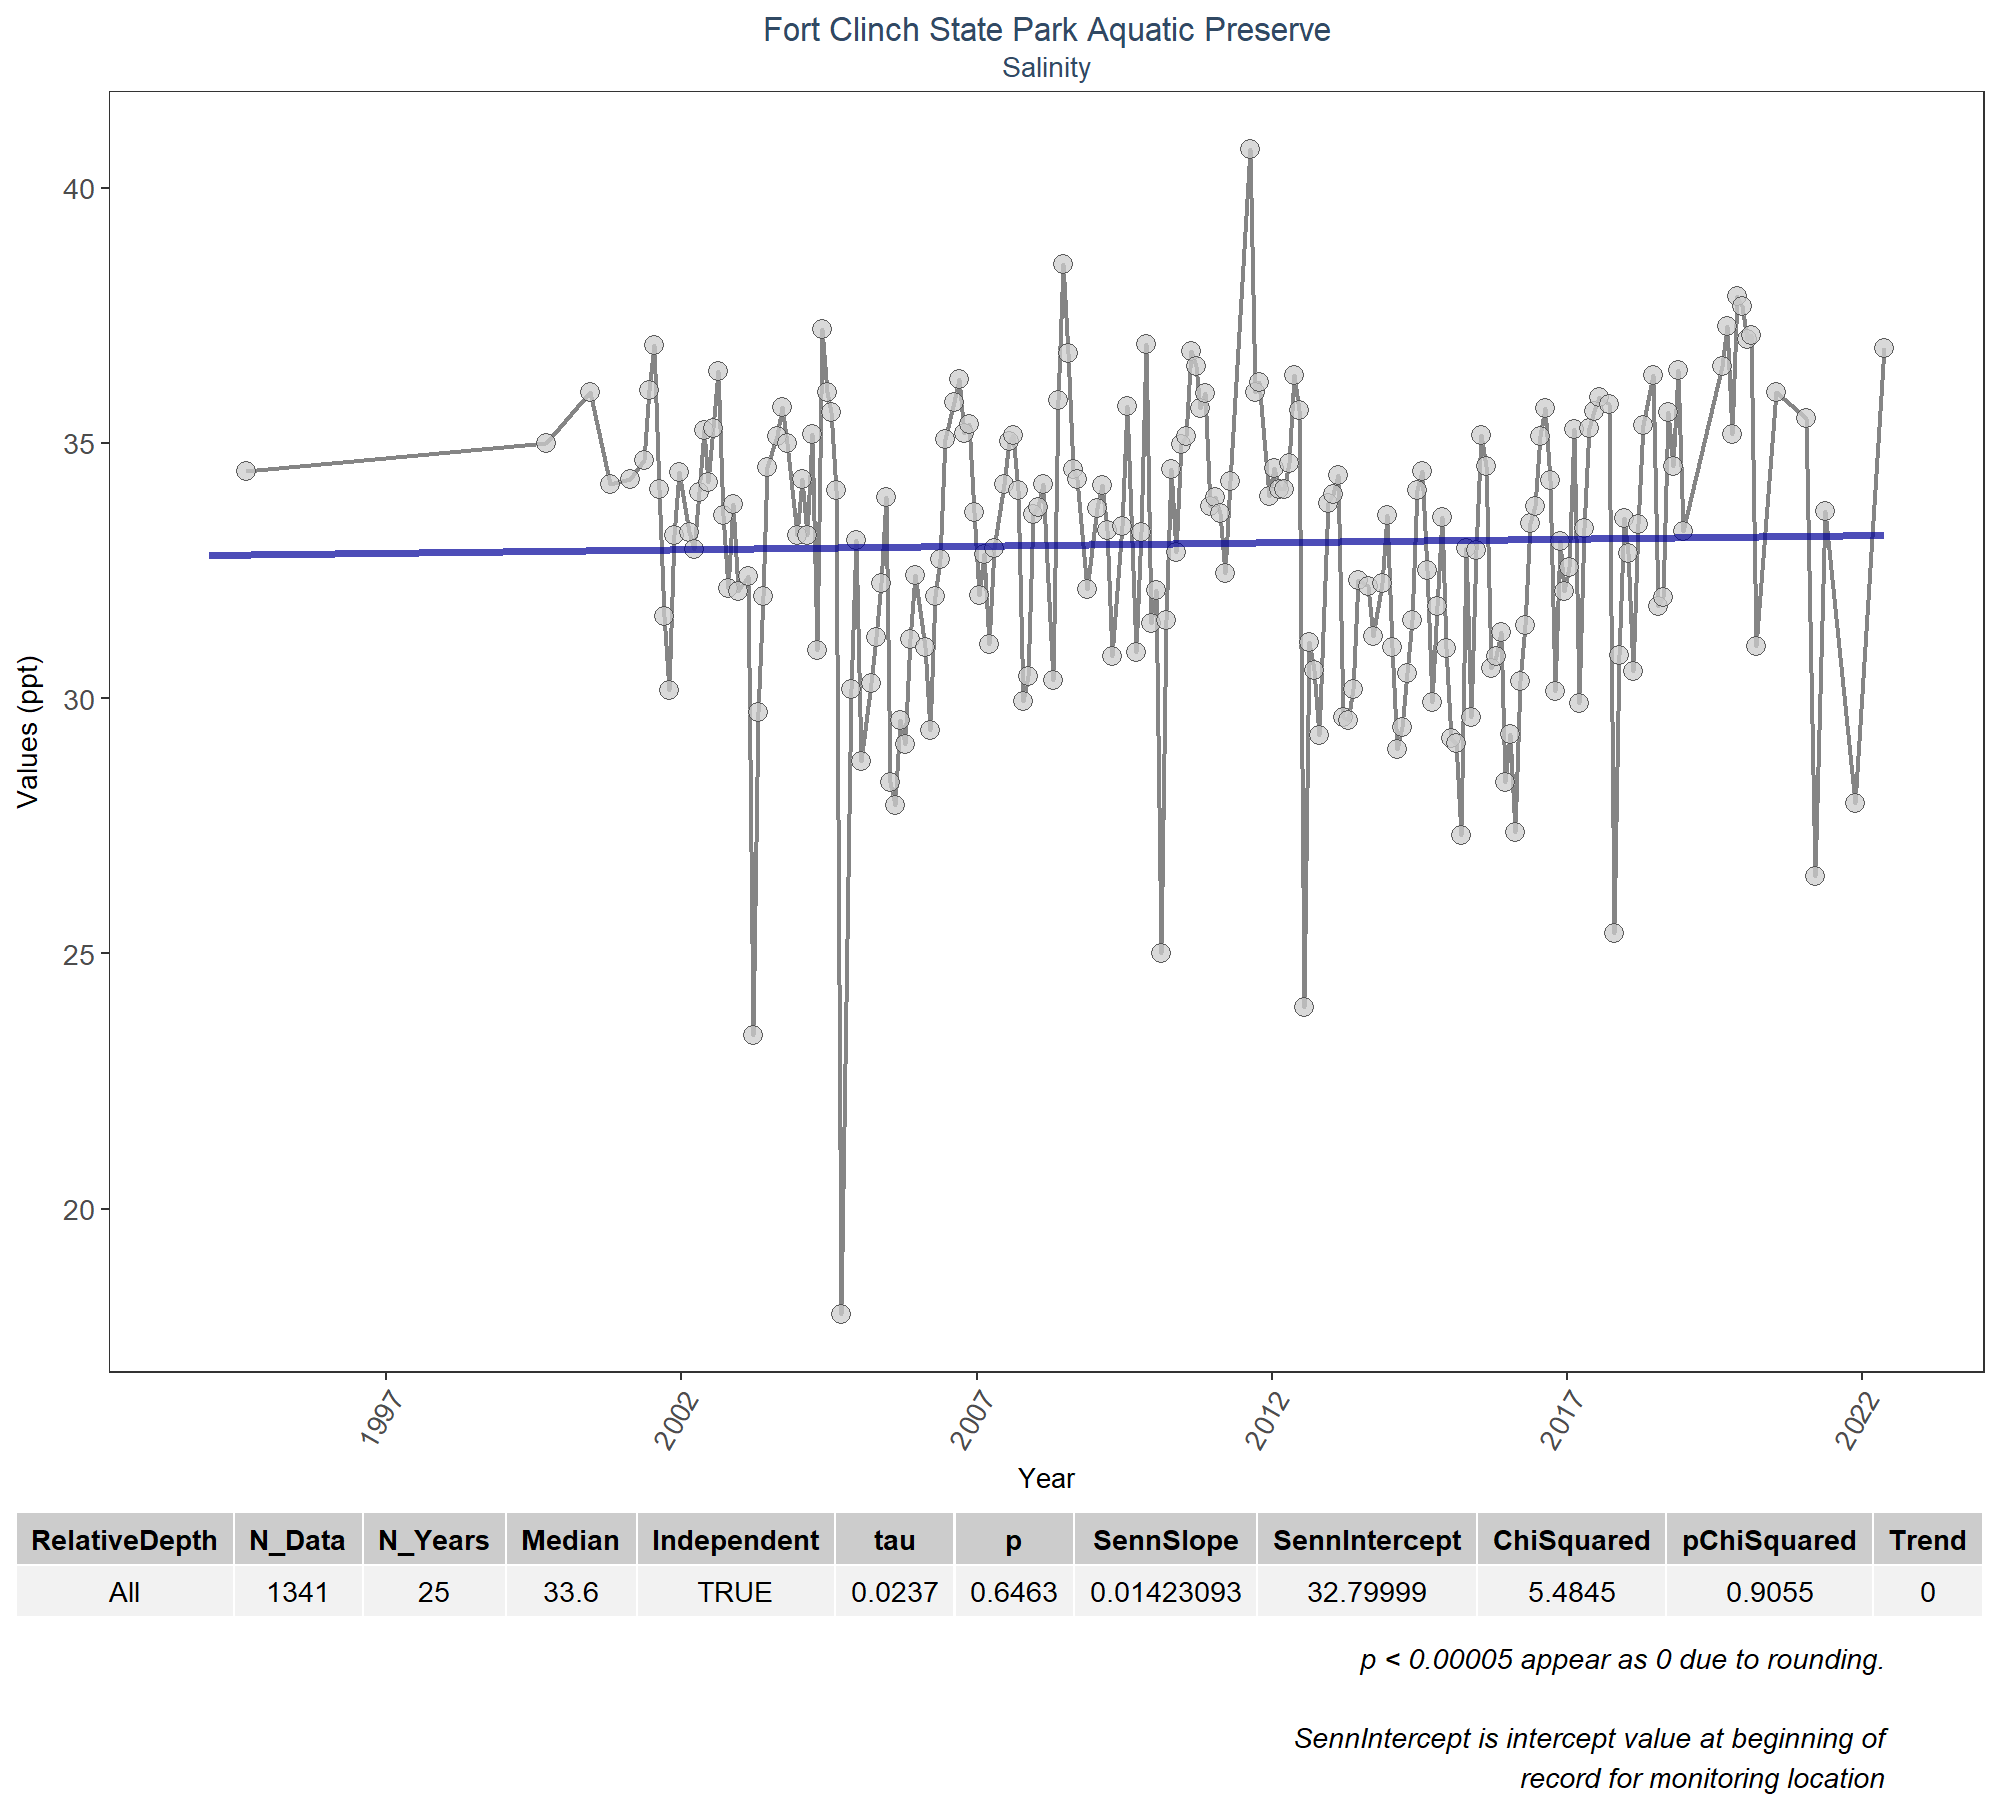 Fort Clinch State Park Aquatic Preserve
Salinity
40
35
30
25
20
Values (ppt)
1997
2002
2007
2012
2017
2022
Year
RelativeDepth N_Data N_Years Median Independent tau p SennSlope SennIntercept ChiSquared pChiSquared Trend
All 1341 25 33.6 TRUE 0.0237 0.6463 0.01423093 32.79999 5.4845 0.9055 0
p < 0.00005 appear as 0 due to rounding.
SennIntercept is intercept value at beginning of
record for monitoring location